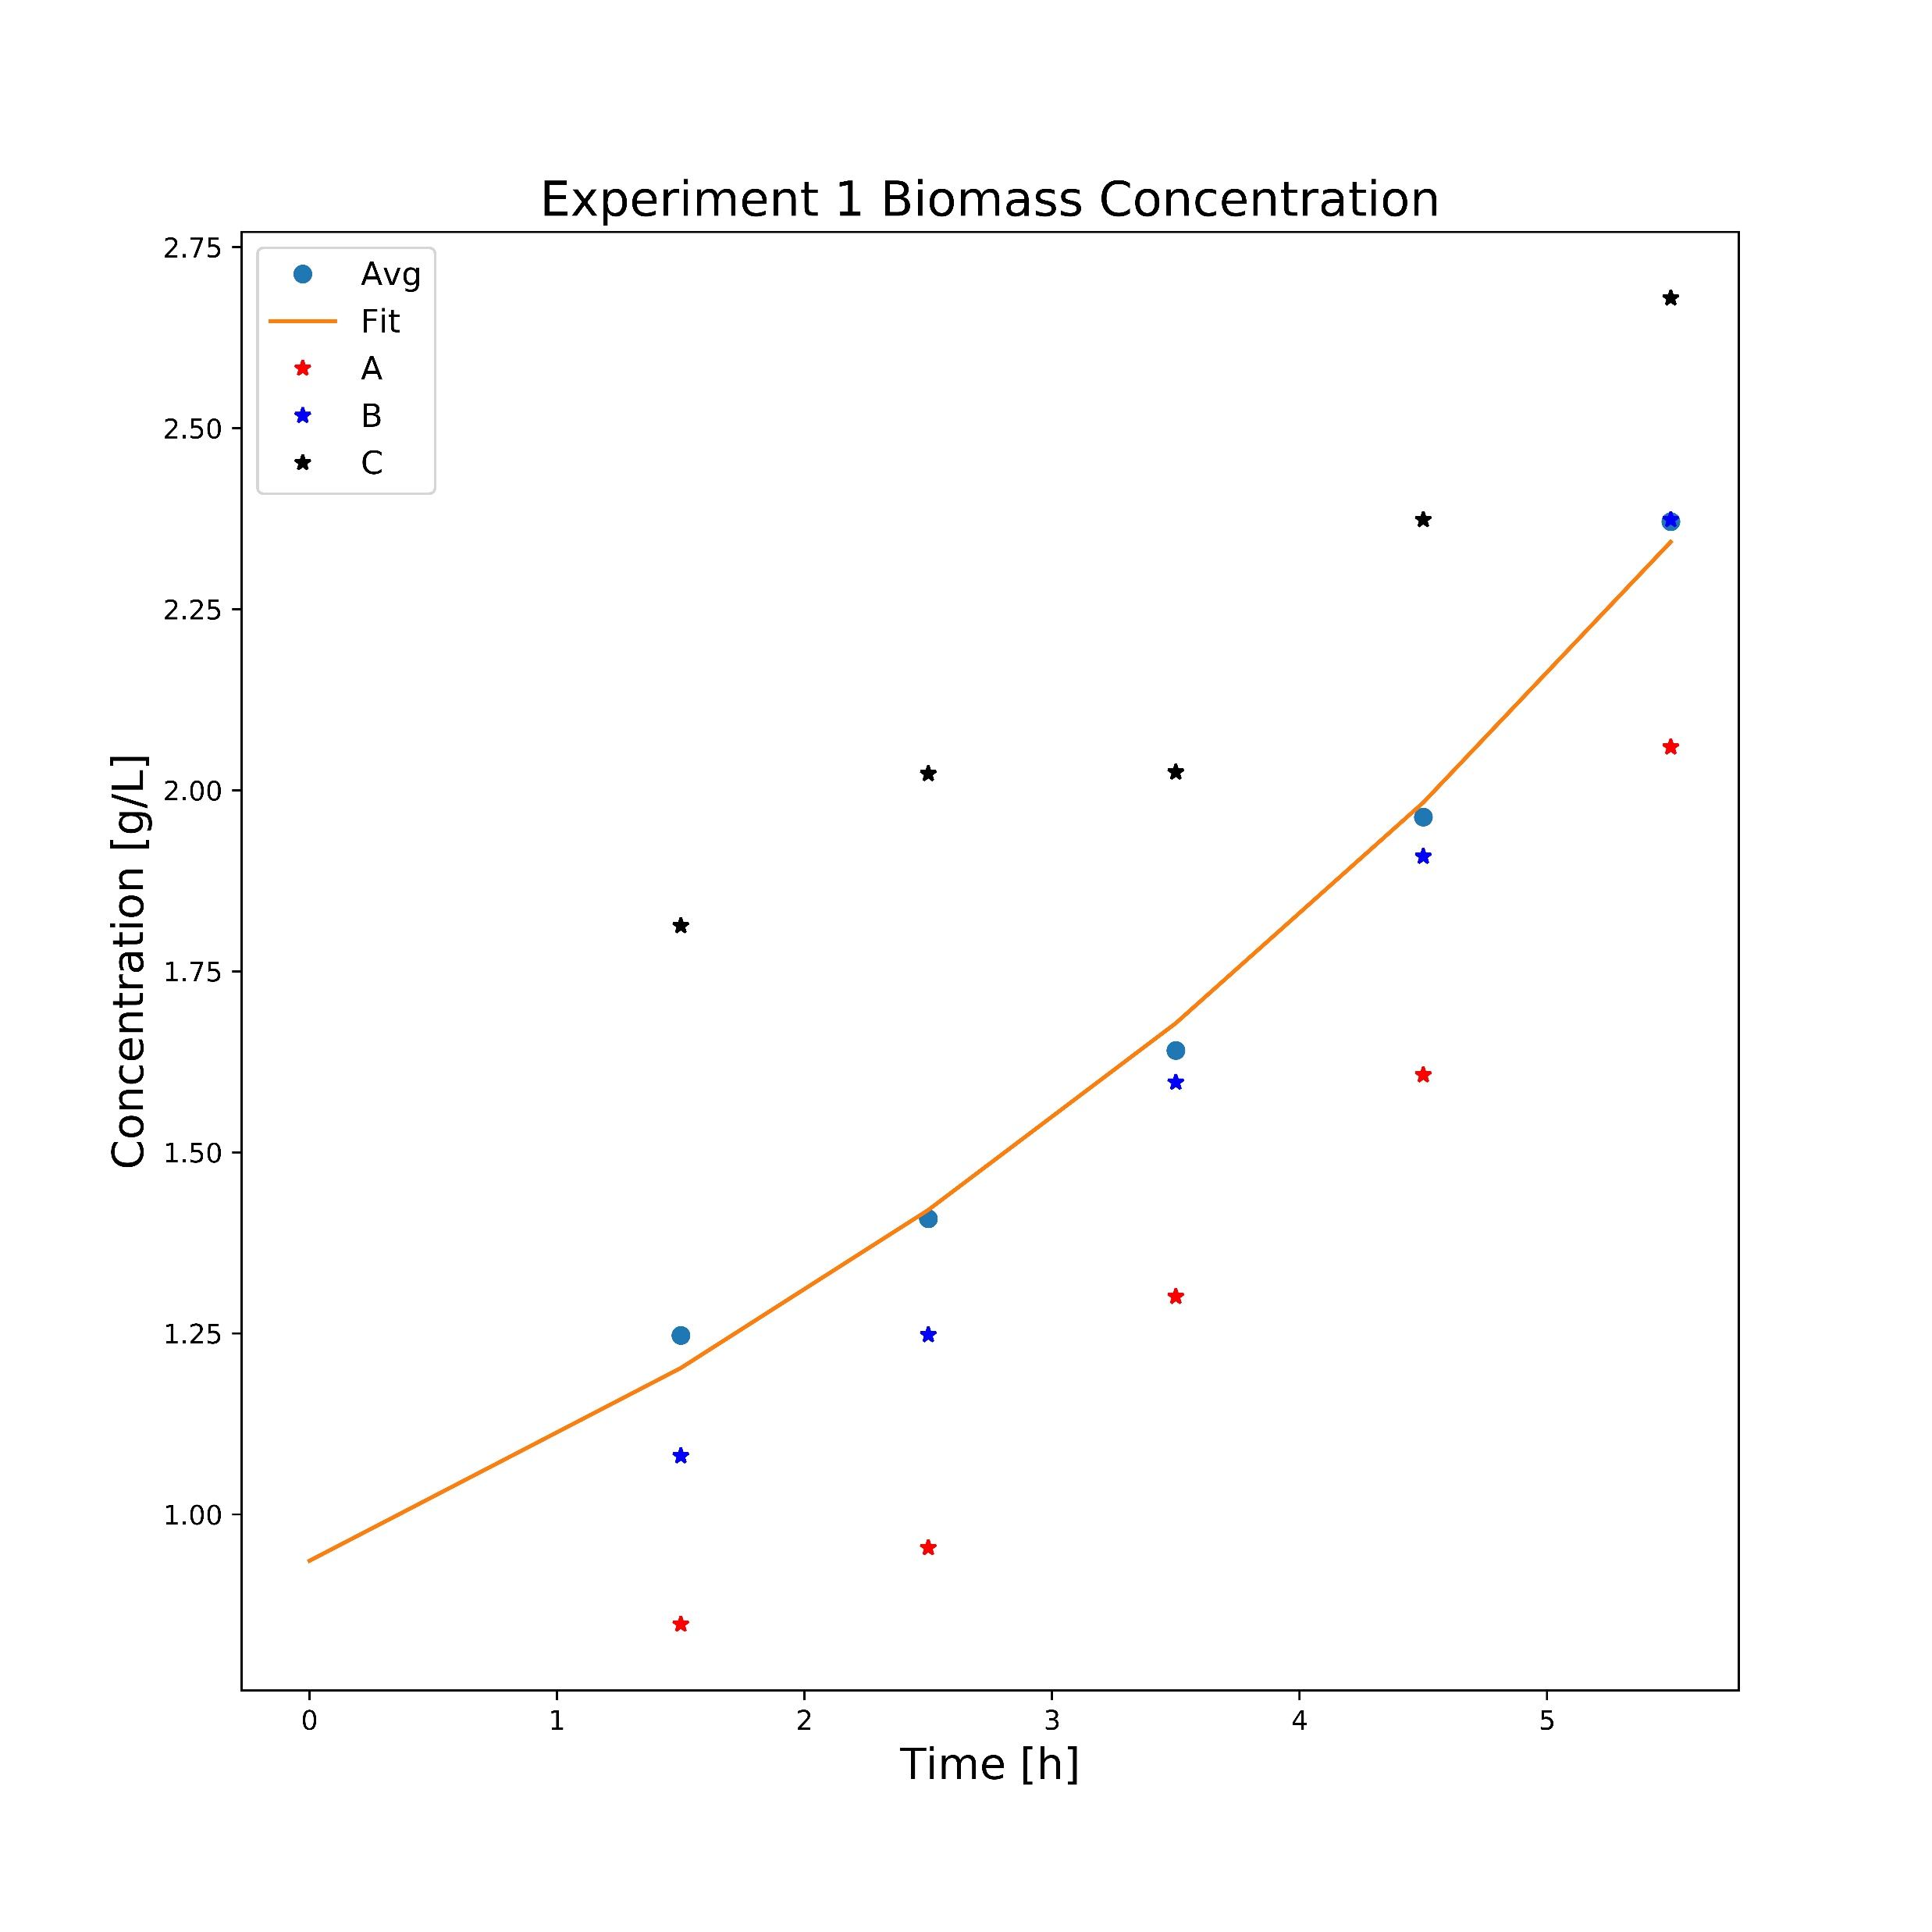 Experiment 1 Biomass Concentration
Avg
Fit
A
B
C
2.75
2.50
2.25
2.00
1.75
1.50
1.25
1.00
Concentration [g/L]
0 1 2 3 4 5
Time [h]